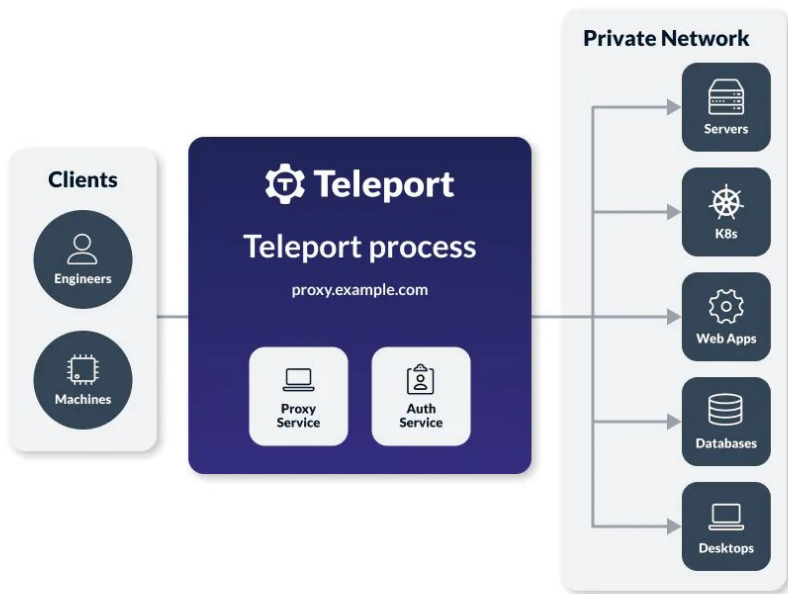 Clients
Engineers
Machines
Teleport
Teleport process
proxy.example.com
Proxy
Service
Auth
Service
Private Network
Servers
K8s
Web Apps
Databases
Desktops